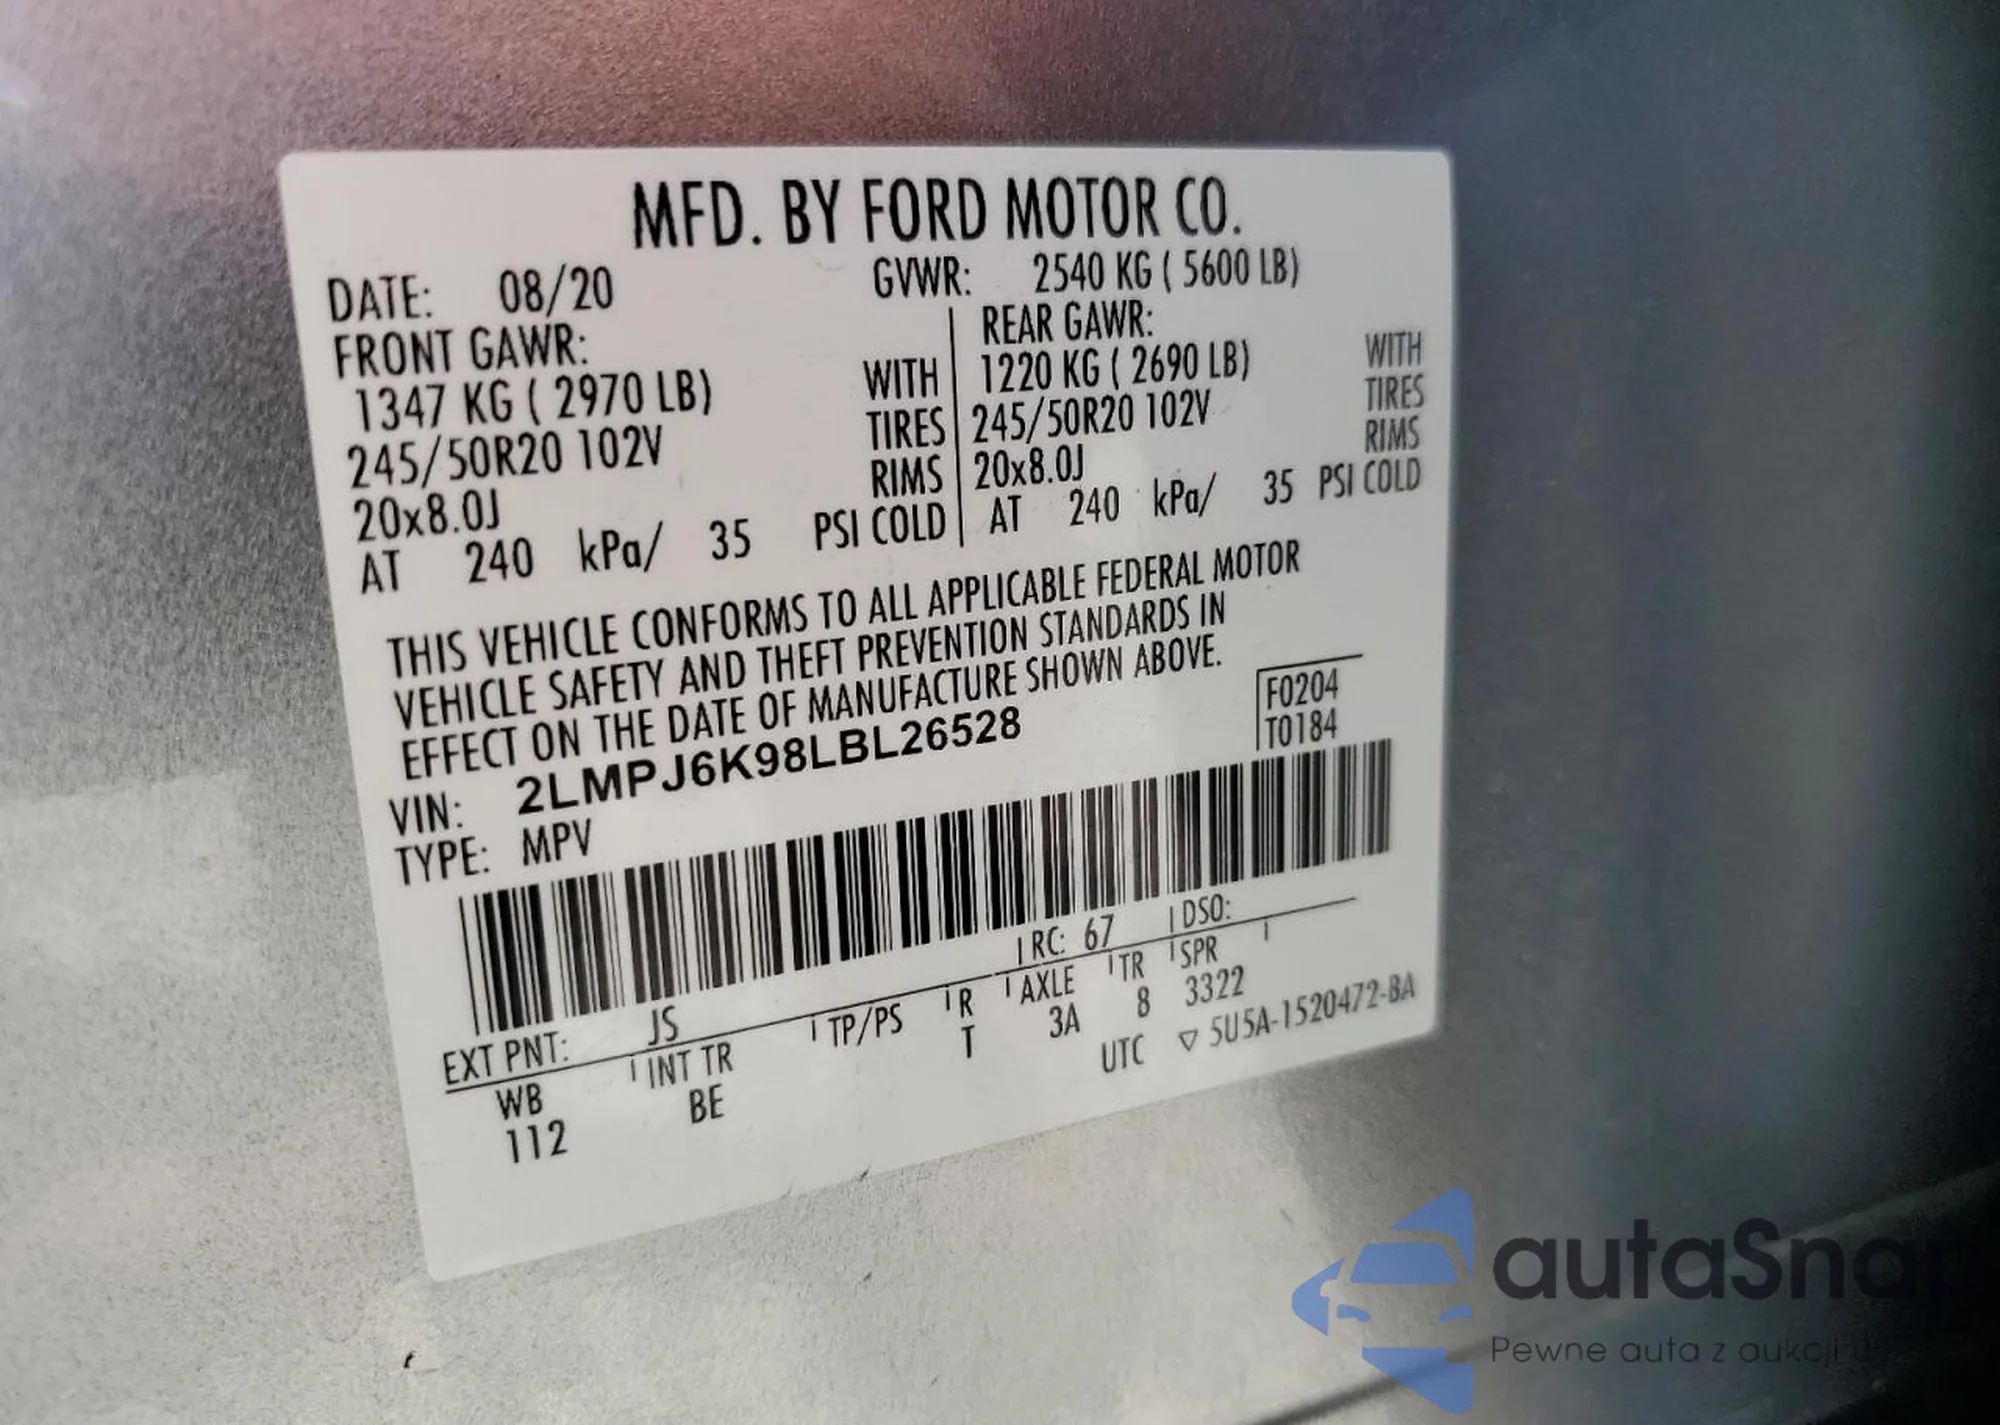 MFD. BY FORD MOTOR CO.
DATE: 08/20 GVWR: 2540 KG ( 5600 LB)
FRONT GAWR: REAR GAWR:
1347 KG ( 2970 LB) WITH 1220 KG ( 2690 LB) WITH
245/50R20 102V TIRES 245/50R20 102V TIRES
20x8.0J RIMS 20x8.0J RIMS
AT 240 kPa/ 35 PSI COLD AT 240 kPa/ 35 PSI COLD
THIS VEHICLE CONFORMS TO ALL APPLICABLE FEDERAL MOTOR
VEHICLE SAFETY AND THEFT PREVENTION STANDARDS IN
EFFECT ON THE DATE OF MANUFACTURE SHOWN ABOVE.
F0204
T0184
VIN: 2LMPJ6K98LBL26528
TYPE: MPV
EXT PNT: JS RC: 67 DSO:
WB INT TR TP/PS R AXLE TR SPR
112 BE T 3A 8 3322
UTC ▽ 5U5A-1520472-BA
autaSna
Pewne auta z aukcji